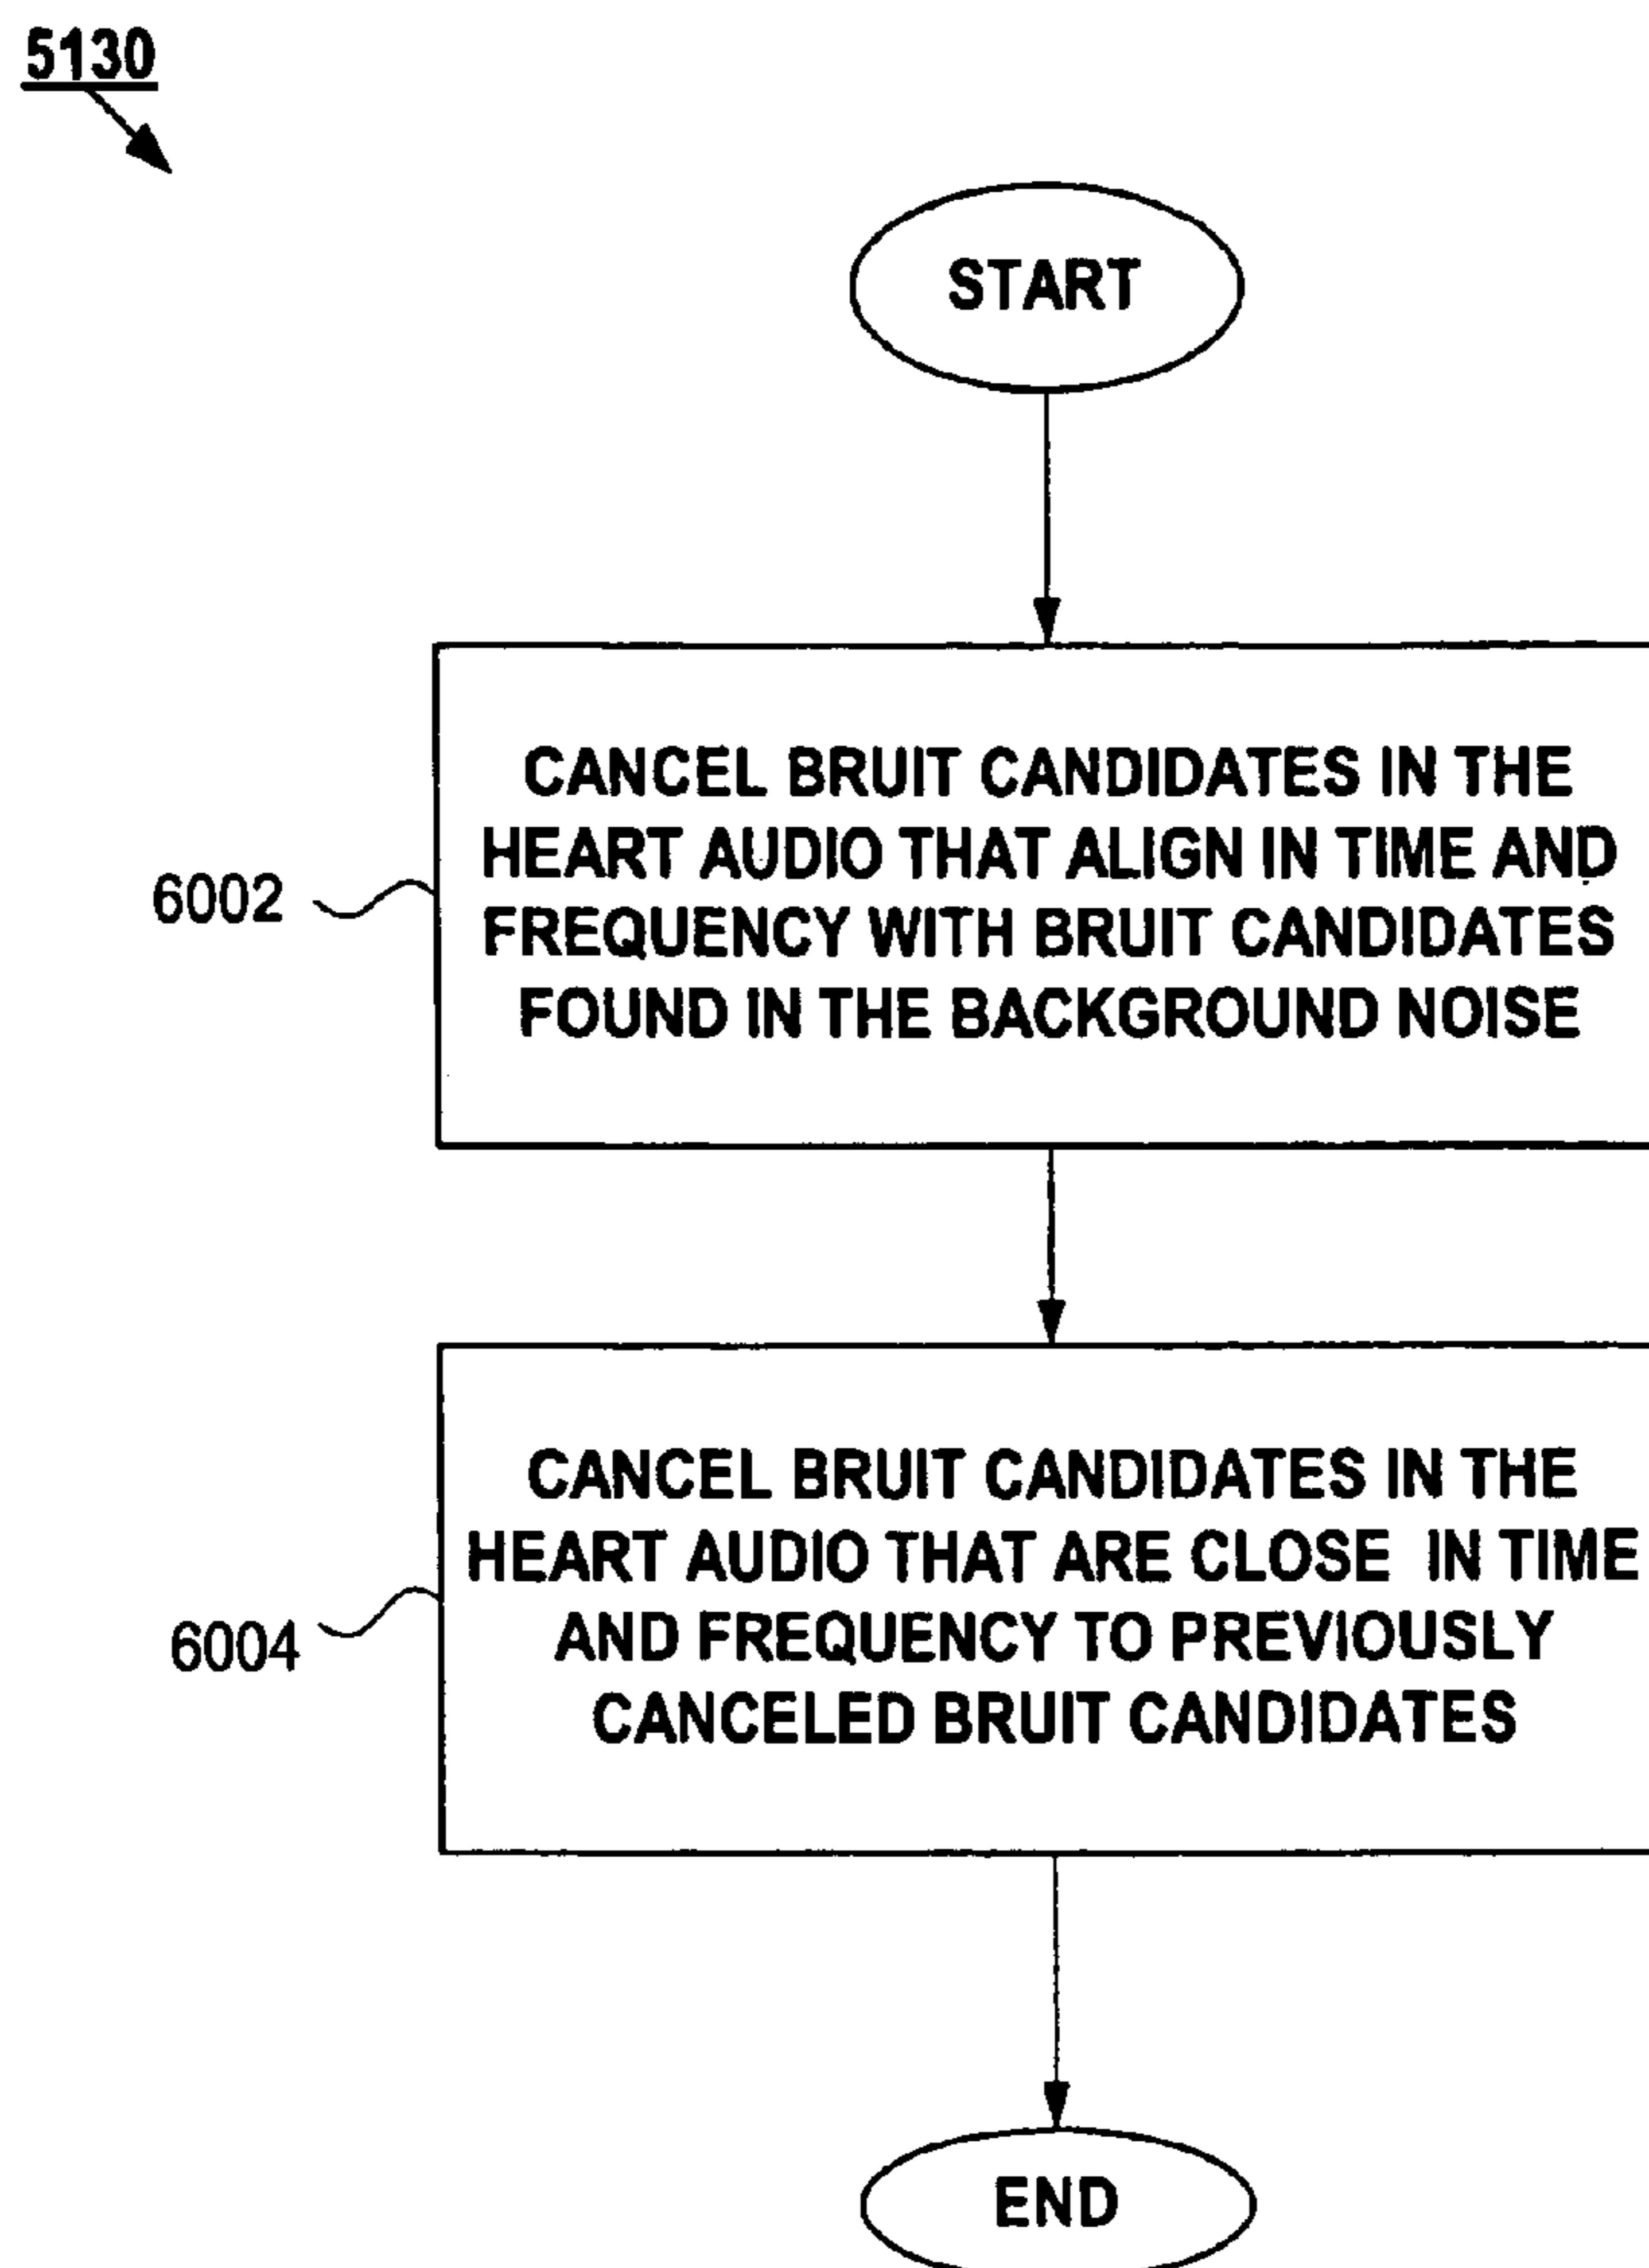 5130
START
6002
CANCEL BRUIT CANDIDATES IN THE
HEART AUDIO THAT ALIGN IN TIME AND
FREQUENCY WITH BRUIT CANDIDATES
FOUND IN THE BACKGROUND NOISE
6004
CANCEL BRUIT CANDIDATES IN THE
HEART AUDIO THAT ARE CLOSE IN TIME
AND FREQUENCY TO PREVIOUSLY
CANCELED BRUIT CANDIDATES
END